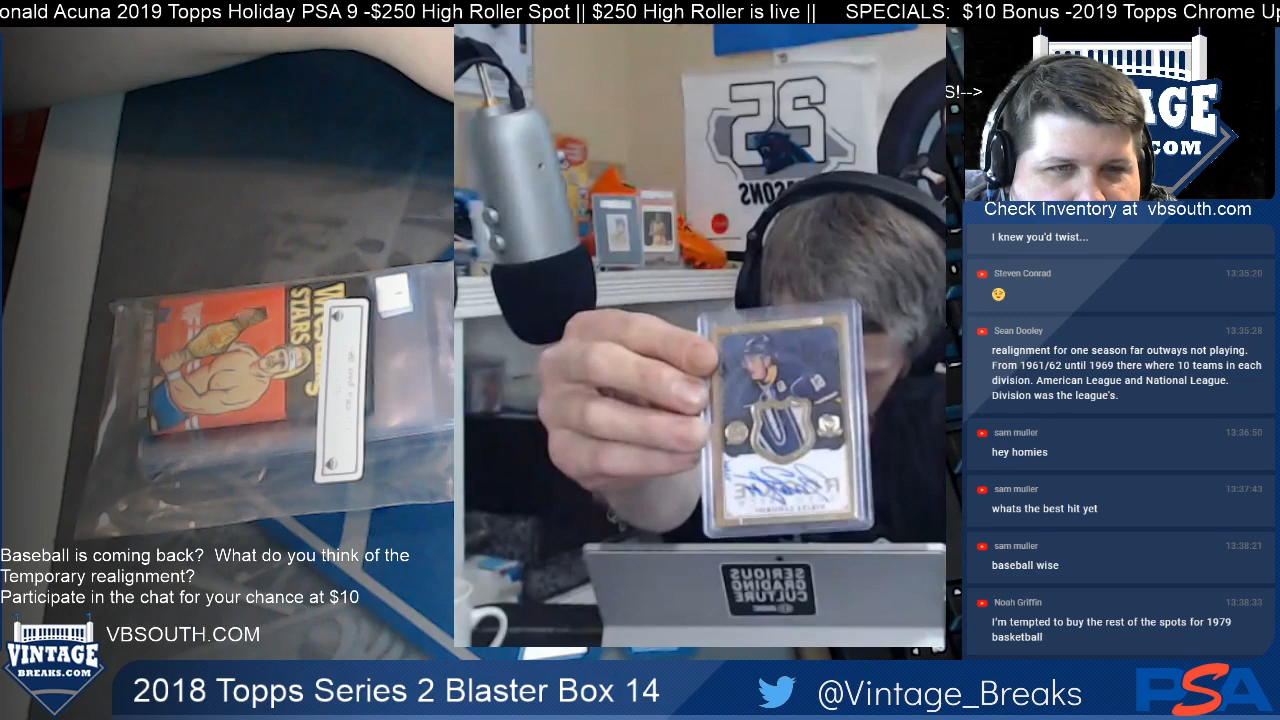 onald Acuna 2019 Topps Holiday PSA 9 -$250 High Roller Spot || $250 High Roller is live ||     SPECIALS:  $10 Bonus -2019 Topps Chrome Up
S!-->
AGE
.COM
Check Inventory at  vbsouth.com
I knew you'd twist...
Steven Conrad 13:35:20
😉
Sean Dooley 13:35:28
realignment for one season far outways not playing.
From 1961/62 until 1969 there where 10 teams in each
division. American League and National League.
Division was the league's.
sam muller 13:36:50
hey homies
sam muller 13:37:43
whats the best hit yet
sam muller 13:38:21
baseball wise
Noah Griffin 13:38:33
I'm tempted to buy the rest of the spots for 1979
basketball
25
STARS
SERIOUS
GRADING
CULTURE
Baseball is coming back?  What do you think of the
Temporary realignment?
Participate in the chat for your chance at $10
VINTAGE
BREAKS.COM
VBSOUTH.COM
2018 Topps Series 2 Blaster Box 14
@Vintage_Breaks
PSA